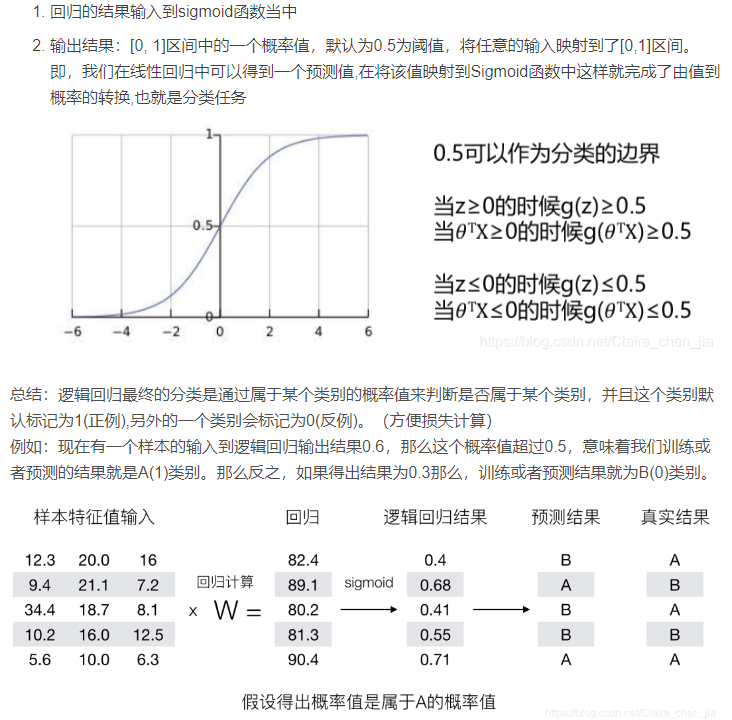 1. 回归的结果输入到sigmoid函数当中
2. 输出结果：[0, 1]区间中的一个概率值，默认为0.5为阈值，将任意的输入映射到了[0,1]区间。
即，我们在线性回归中可以得到一个预测值,在将该值映射到Sigmoid函数中这样就完成了由值到
概率的转换,也就是分类任务
1
0.5
0
−6 −4 −2 0 2 4 6
0.5可以作为分类的边界
当z≥0的时候g(z)≥0.5
当θᵀX≥0的时候g(θᵀX)≥0.5
当z≤0的时候g(z)≤0.5
当θᵀX≤0的时候g(θᵀX)≤0.5
https://blog.csdn.net/Claire_chen_jia
总结：逻辑回归最终的分类是通过属于某个类别的概率值来判断是否属于某个类别，并且这个类别默
认标记为1(正例),另外的一个类别会标记为0(反例)。（方便损失计算）
例如：现在有一个样本的输入到逻辑回归输出结果0.6，那么这个概率值超过0.5，意味着我们训练或
者预测的结果就是A(1)类别。那么反之，如果得出结果为0.3那么，训练或者预测结果就为B(0)类别。
样本特征值输入 回归 逻辑回归结果 预测结果 真实结果
12.3 20.0 16 82.4 0.4 B A
9.4 21.1 7.2 回归计算 89.1 sigmoid 0.68 A B
34.4 18.7 8.1 x W = 80.2 0.41 B A
10.2 16.0 12.5 81.3 0.55 B B
5.6 10.0 6.3 90.4 0.71 A A
假设得出概率值是属于A的概率值
https://blog.csdn.net/Claire_chen_jia